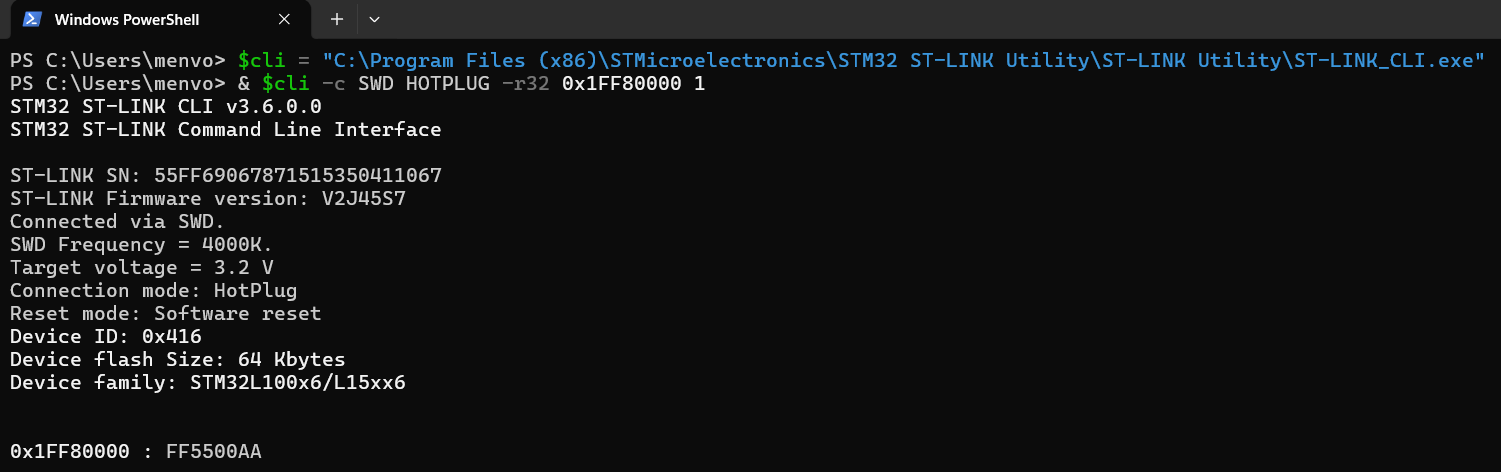 Windows PowerShell
PS C:\Users\menvo> $cli = "C:\Program Files (x86)\STMicroelectronics\STM32 ST-LINK Utility\ST-LINK Utility\ST-LINK_CLI.exe"
PS C:\Users\menvo> & $cli -c SWD HOTPLUG -r32 0x1FF80000 1
STM32 ST-LINK CLI v3.6.0.0
STM32 ST-LINK Command Line Interface
ST-LINK SN: 55FF69067871515350411067
ST-LINK Firmware version: V2J45S7
Connected via SWD.
SWD Frequency = 4000K.
Target voltage = 3.2 V
Connection mode: HotPlug
Reset mode: Software reset
Device ID: 0x416
Device flash Size: 64 Kbytes
Device family: STM32L100x6/L15xx6
0x1FF80000 : FF5500AA